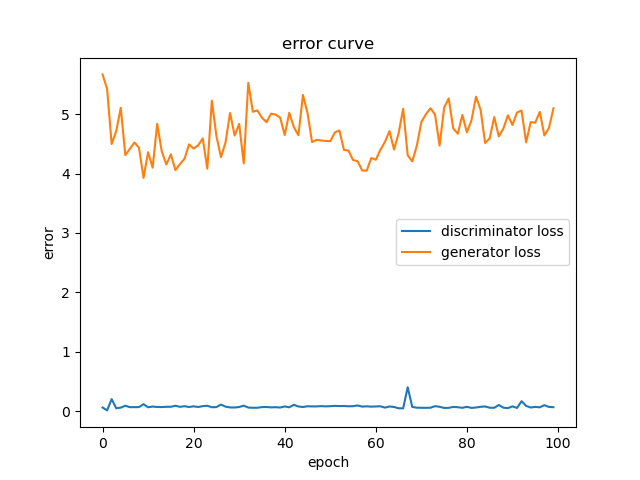 error curve
error
5
4
3
2
1
0
discriminator loss
generator loss
0 20 40 60 80 100
epoch